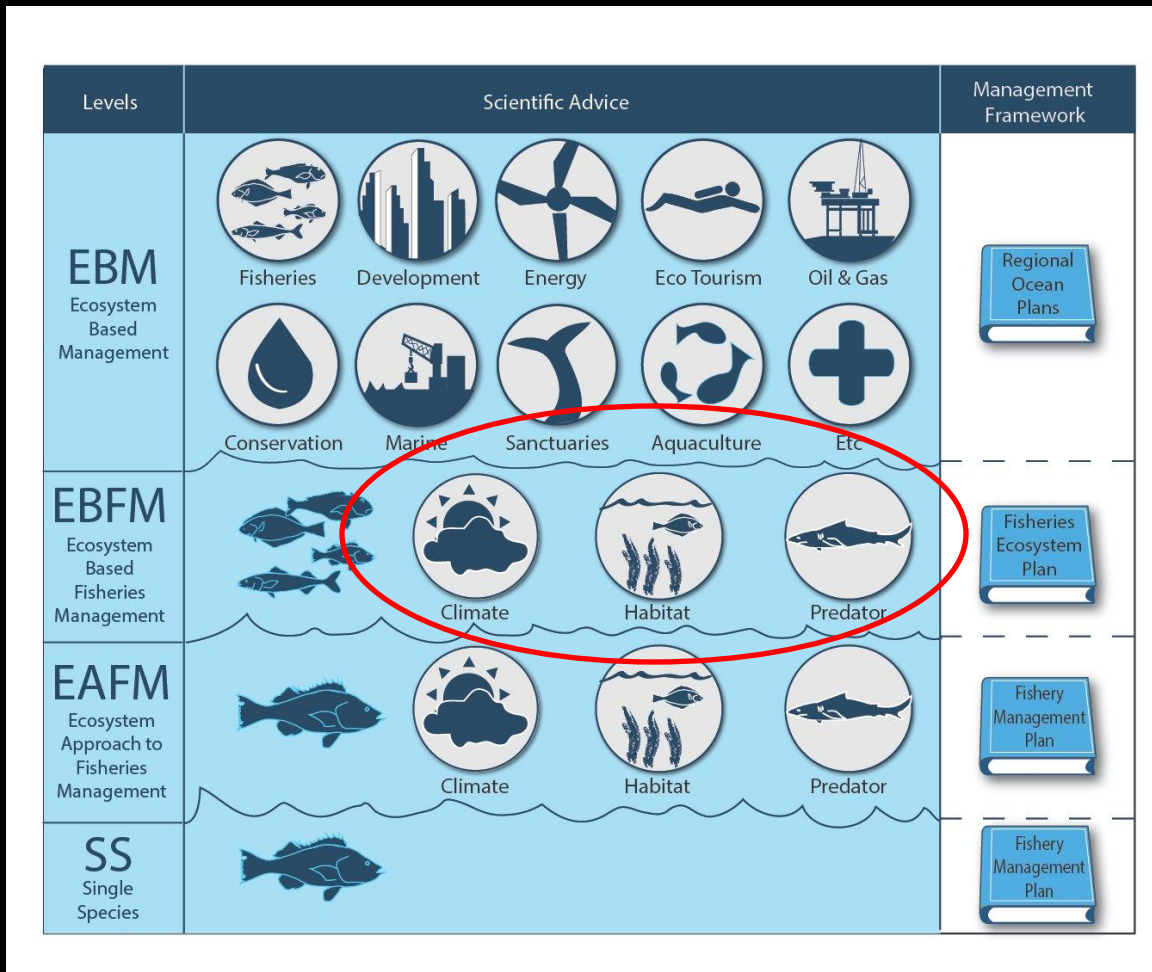 Levels
Scientific Advice
Management
Framework
EBM
Ecosystem
Based
Management
Fisheries
Development
Energy
Eco Tourism
Oil & Gas
Conservation
Marine
Sanctuaries
Aquaculture
Etc
Regional
Ocean
Plans
EBFM
Ecosystem
Based
Fisheries
Management
Climate
Habitat
Predator
Fisheries
Ecosystem
Plan
EAFM
Ecosystem
Approach to
Fisheries
Management
Climate
Habitat
Predator
Fishery
Management
Plan
SS
Single
Species
Fishery
Management
Plan